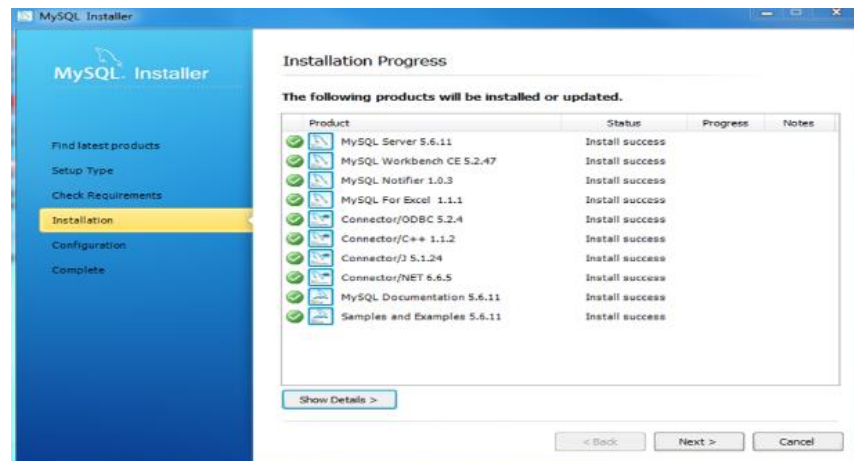 MySQL Installer
MySQL. Installer
Find latest products
Setup Type
Check Requirements
Installation
Configuration
Complete
Installation Progress
The following products will be installed or updated.
Product Status Progress Notes
MySQL Server 5.6.11 Install success
MySQL Workbench CE 5.2.47 Install success
MySQL Notifier 1.0.3 Install success
MySQL For Excel 1.1.1 Install success
Connector/ODBC 5.2.4 Install success
Connector/C++ 1.1.2 Install success
Connector/J 5.1.24 Install success
Connector/NET 6.6.5 Install success
MySQL Documentation 5.6.11 Install success
Samples and Examples 5.6.11 Install success
Show Details >
< Back Next > Cancel